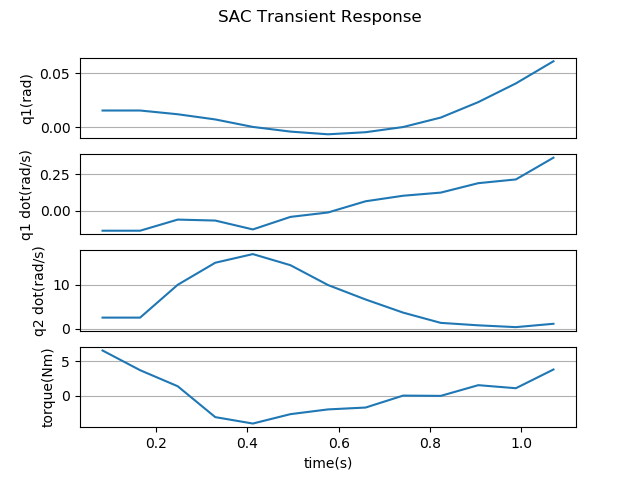 SAC Transient Response
q1(rad)
0.05
0.00
q1 dot(rad/s)
0.25
0.00
q2 dot(rad/s)
10
0
torque(Nm)
5
0
0.2 0.4 0.6 0.8 1.0
time(s)